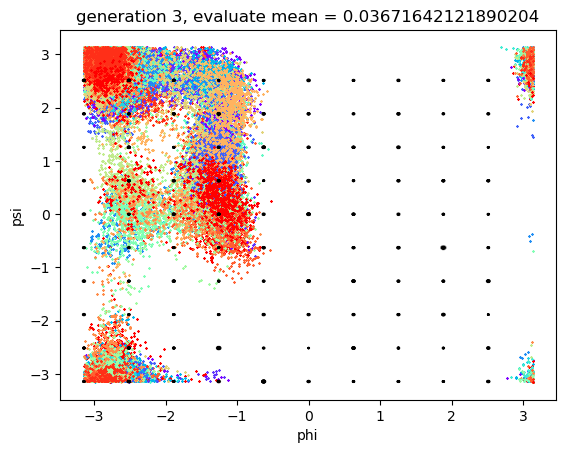 generation 3, evaluate mean = 0.03671642121890204
3
2
1
0
−1
−2
−3
psi
−3 −2 −1 0 1 2 3
phi